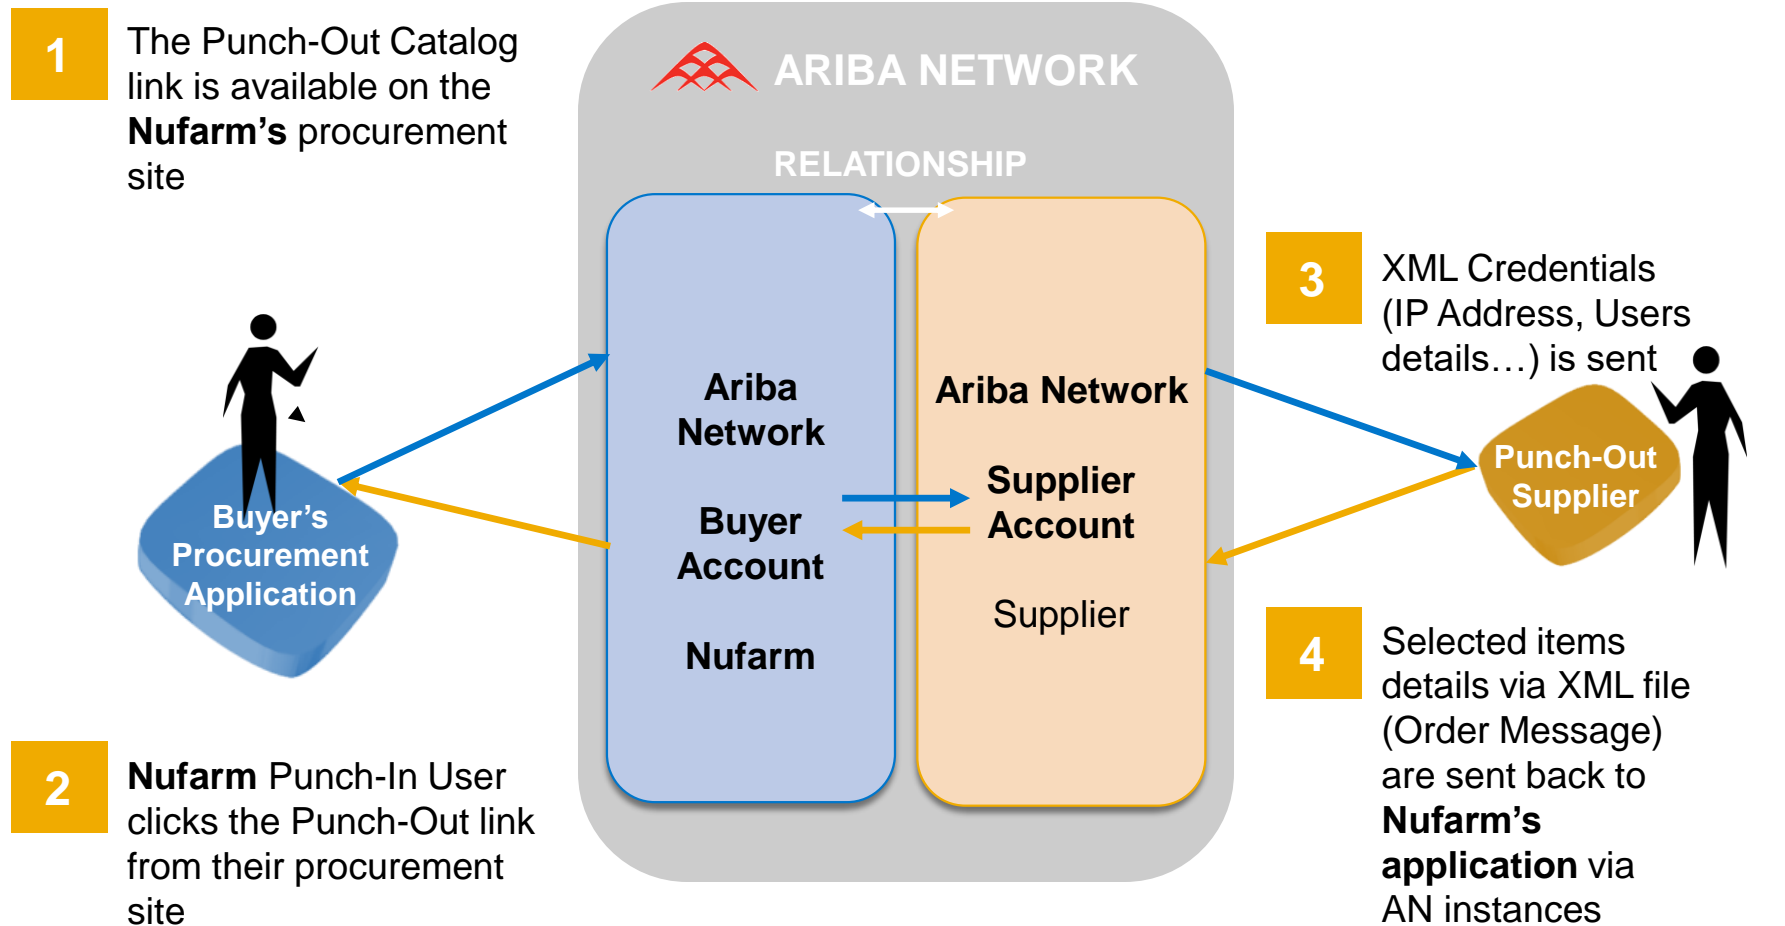 1
The Punch-Out Catalog
link is available on the
Nufarm’s procurement
site
ARIBA NETWORK
RELATIONSHIP
Ariba
Network
Buyer
Account
Nufarm
Ariba Network
Supplier
Account
Supplier
Buyer’s
Procurement
Application
2
Nufarm Punch-In User
clicks the Punch-Out link
from their procurement
site
3
XML Credentials
(IP Address, Users
details…) is sent
Punch-Out
Supplier
4
Selected items
details via XML file
(Order Message)
are sent back to
Nufarm’s
application via
AN instances